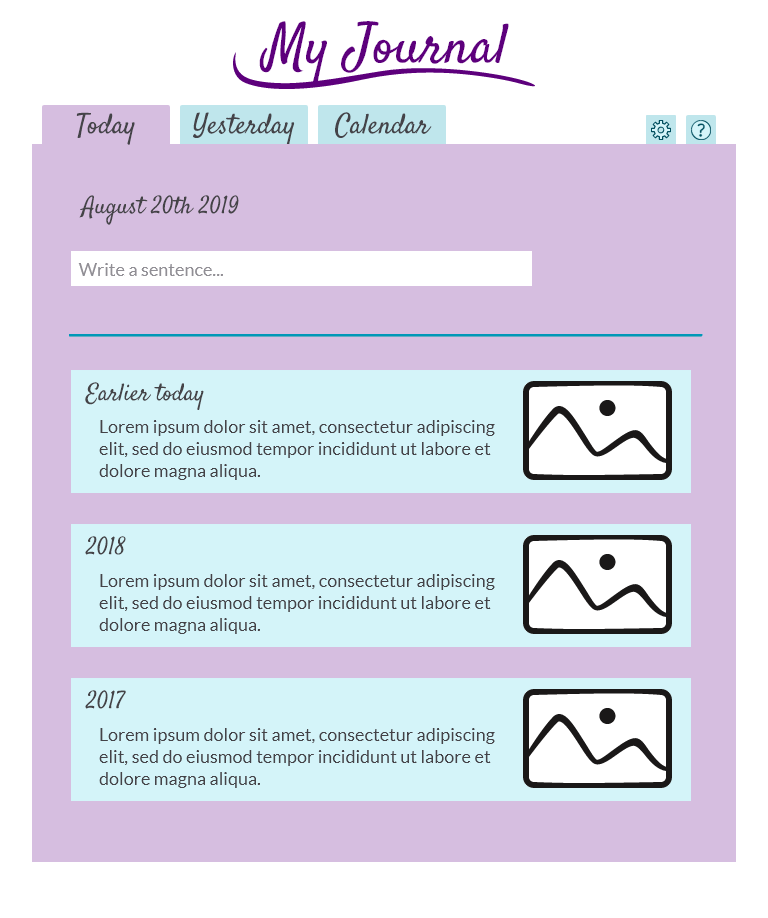 My Journal
Today Yesterday Calendar ?
August 20th 2019
Write a sentence...
Earlier today
Lorem ipsum dolor sit amet, consectetur adipiscing
elit, sed do eiusmod tempor incididunt ut labore et
dolore magna aliqua.
2018
Lorem ipsum dolor sit amet, consectetur adipiscing
elit, sed do eiusmod tempor incididunt ut labore et
dolore magna aliqua.
2017
Lorem ipsum dolor sit amet, consectetur adipiscing
elit, sed do eiusmod tempor incididunt ut labore et
dolore magna aliqua.